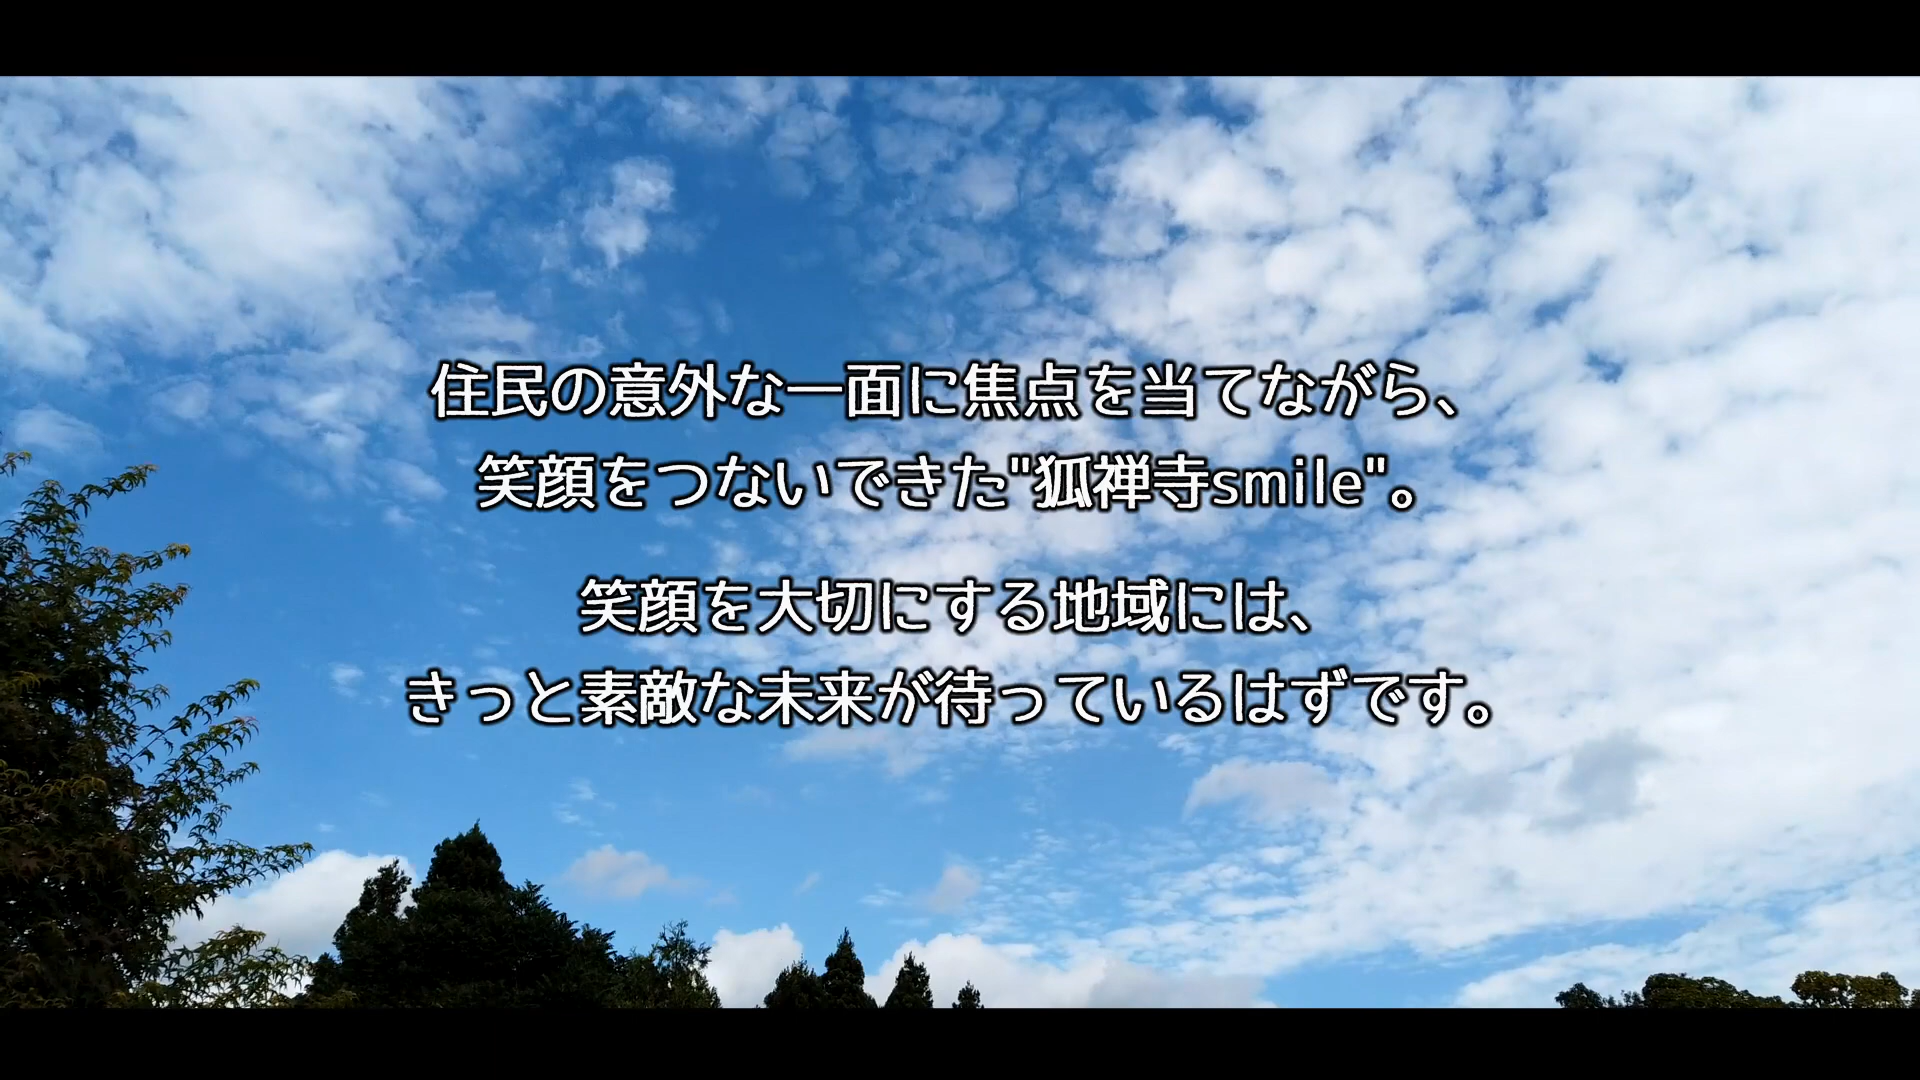 住民の意外な一面に焦点を当てながら、
笑顔をつないできた"狐禅寺smile"。
笑顔を大切にする地域には、
きっと素敵な未来が待っているはずです。